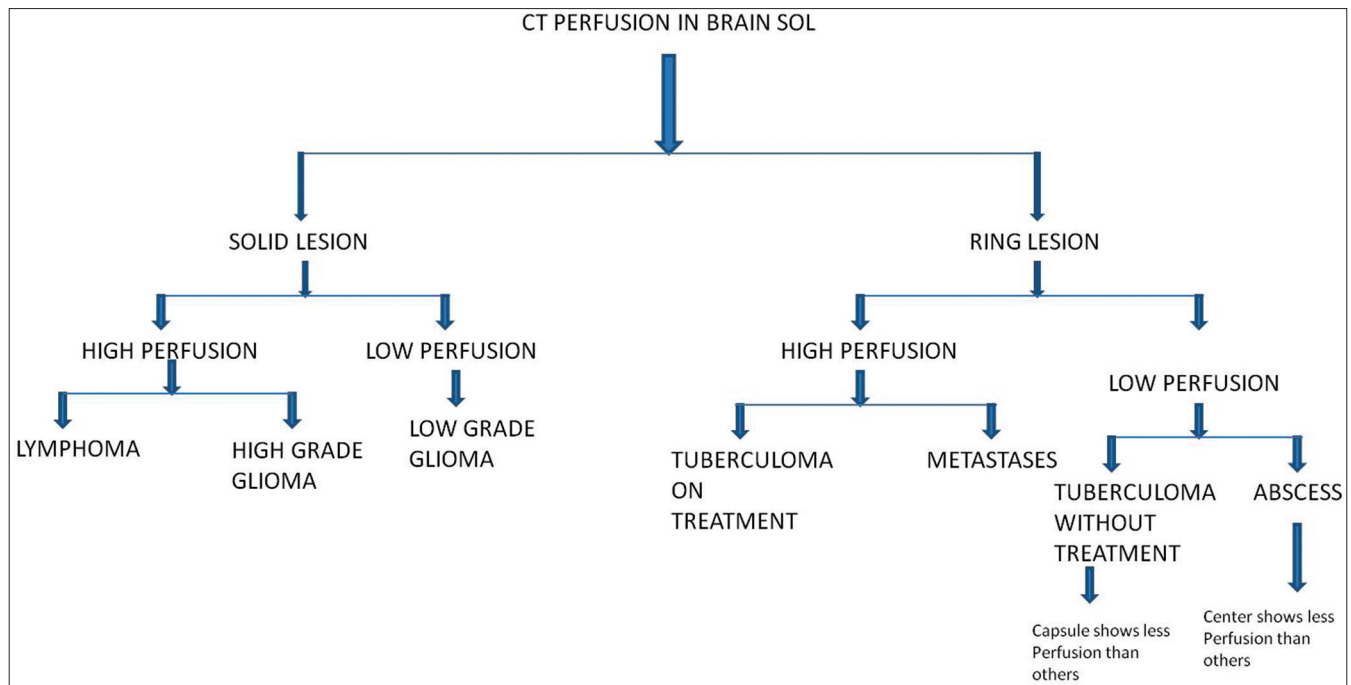 CT PERFUSION IN BRAIN SOL
SOLID LESION
RING LESION
HIGH PERFUSION
LOW PERFUSION
HIGH PERFUSION
LOW PERFUSION
LYMPHOMA
HIGH GRADE
GLIOMA
LOW GRADE
GLIOMA
TUBERCULOMA
ON
TREATMENT
METASTASES
TUBERCULOMA
WITHOUT
TREATMENT
ABSCESS
Capsule shows less
Perfusion than
others
Center shows less
Perfusion than
others